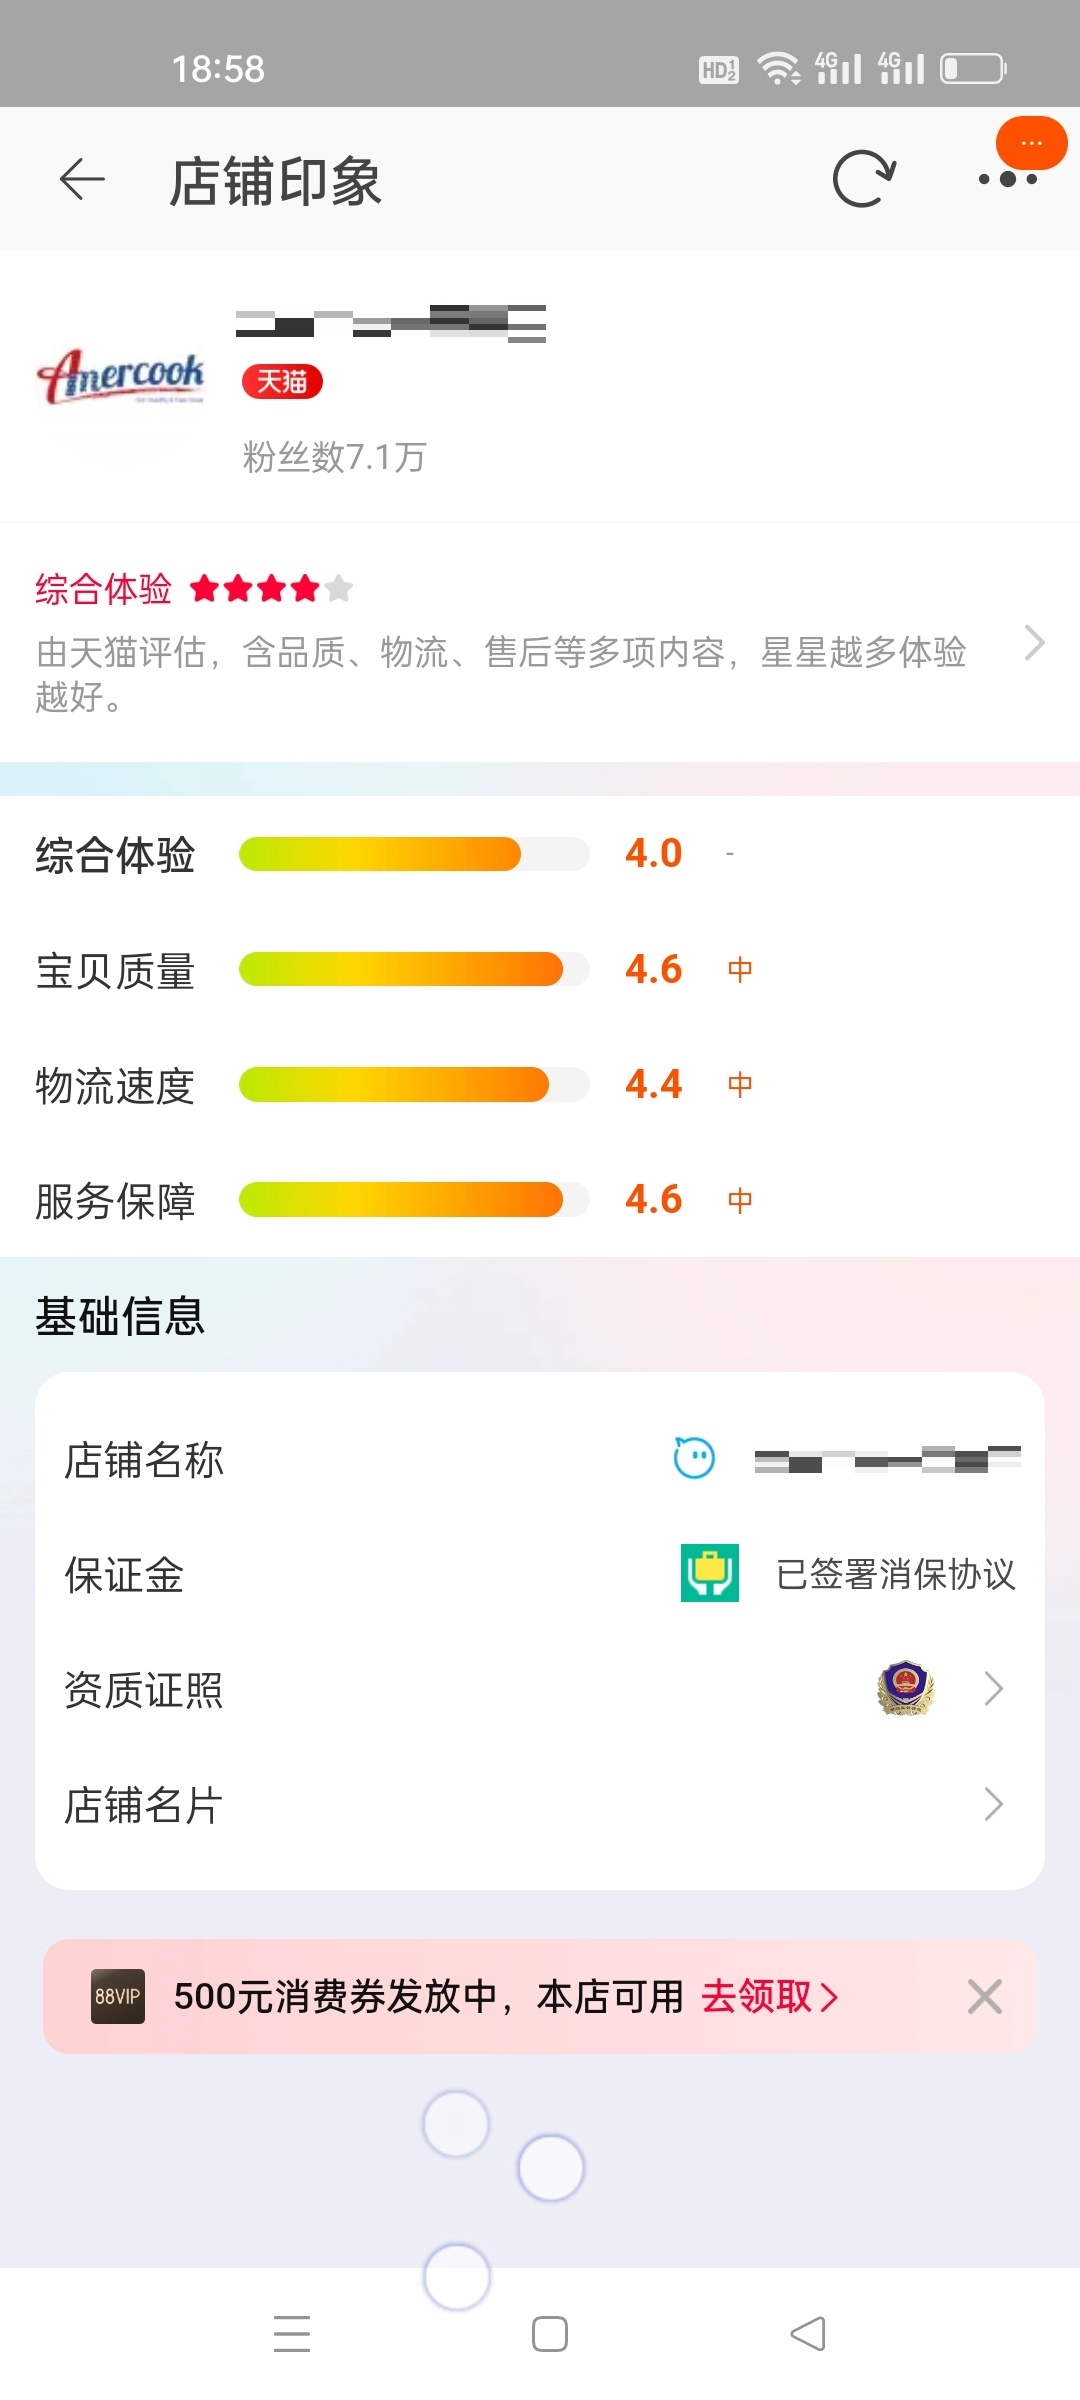 18:58
HD 1 2 4G 4G
店铺印象
Amercook
天猫
粉丝数7.1万
综合体验
由天猫评估，含品质、物流、售后等多项内容，星星越多体验
越好。
综合体验 4.0 -
宝贝质量 4.6 中
物流速度 4.4 中
服务保障 4.6 中
基础信息
店铺名称
保证金 已签署消保协议
资质证照
店铺名片
88VIP 500元消费券发放中，本店可用 去领取